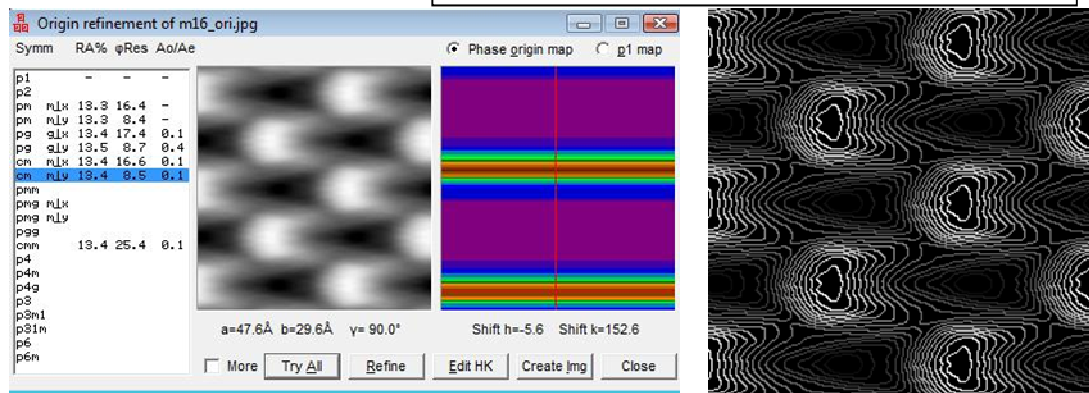 Origin refinement of m16_ori.jpg
Symm RA% φRes Ao/Ae
Phase origin map p1 map
p1 - - -
p2
pm m⊥x 13.3 16.4 -
pm m⊥y 13.3 8.4 -
pg g⊥x 13.4 17.4 0.1
pg g⊥y 13.5 8.7 0.4
cm m⊥x 13.4 16.6 0.1
cm m⊥y 13.4 8.5 0.1
pmm
pmg m⊥x
pmg m⊥y
pgg
cmm 13.4 25.4 0.1
p4
p4m
p4g
p3
p3m1
p31m
p6
p6m
a=47.6Å b=29.6Å γ= 90.0°
Shift h=-5.6 Shift k=152.6
More Try All Refine Edit HK Create Img Close